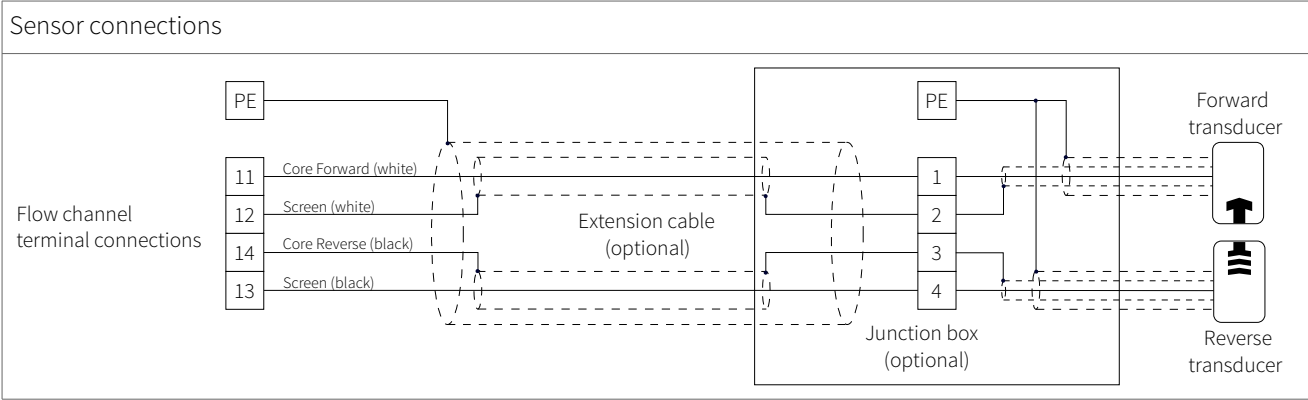 Sensor connections
PE
PE
Forward
transducer
11
Core Forward (white)
1
12
Screen (white)
2
Flow channel
terminal connections
Extension cable
(optional)
14
Core Reverse (black)
3
13
Screen (black)
4
Junction box
(optional)
Reverse
transducer